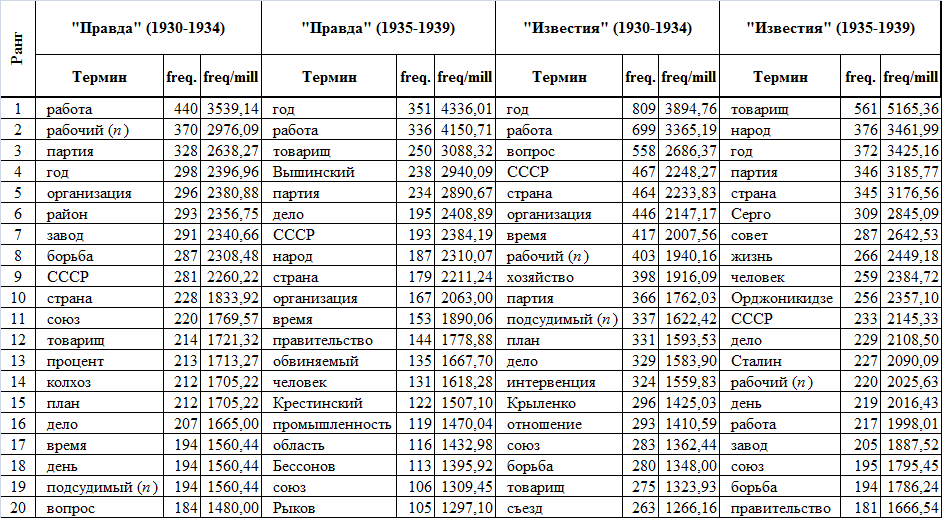 Ранг "Правда" (1930-1934) "Правда" (1935-1939) "Известия" (1930-1934) "Известия" (1935-1939)
Термин freq. freq/mill Термин freq. freq/mill Термин freq. freq/mill Термин freq. freq/mill
1 работа 440 3539,14 год 351 4336,01 год 809 3894,76 товарищ 561 5165,36
2 рабочий (n) 370 2976,09 работа 336 4150,71 работа 699 3365,19 народ 376 3461,99
3 партия 328 2638,27 товарищ 250 3088,32 вопрос 558 2686,37 год 372 3425,16
4 год 298 2396,96 Вышинский 238 2940,09 СССР 467 2248,27 партия 346 3185,77
5 организация 296 2380,88 партия 234 2890,67 страна 464 2233,83 страна 345 3176,56
6 район 293 2356,75 дело 195 2408,89 организация 446 2147,17 Серго 309 2845,09
7 завод 291 2340,66 СССР 193 2384,19 время 417 2007,56 совет 287 2642,53
8 борьба 287 2308,48 народ 187 2310,07 рабочий (n) 403 1940,16 жизнь 266 2449,18
9 СССР 281 2260,22 страна 179 2211,24 хозяйство 398 1916,09 человек 259 2384,72
10 страна 228 1833,92 организация 167 2063,00 партия 366 1762,03 Орджоникидзе 256 2357,10
11 союз 220 1769,57 время 153 1890,06 подсудимый (n) 337 1622,42 СССР 233 2145,33
12 товарищ 214 1721,32 правительство 144 1778,88 план 331 1593,53 дело 229 2108,50
13 процент 213 1713,27 обвиняемый 135 1667,70 дело 329 1583,90 Сталин 227 2090,09
14 колхоз 212 1705,22 человек 131 1618,28 интервенция 324 1559,83 рабочий (n) 220 2025,63
15 план 212 1705,22 Крестинский 122 1507,10 Крыленко 296 1425,03 день 219 2016,43
16 дело 207 1665,00 промышленность 119 1470,04 отношение 293 1410,59 работа 217 1998,01
17 время 194 1560,44 область 116 1432,98 союз 283 1362,44 завод 205 1887,52
18 день 194 1560,44 Бессонов 113 1395,92 борьба 280 1348,00 союз 195 1795,45
19 подсудимый (n) 194 1560,44 союз 106 1309,45 товарищ 275 1323,93 борьба 194 1786,24
20 вопрос 184 1480,00 Рыков 105 1297,10 съезд 263 1266,16 правительство 181 1666,54